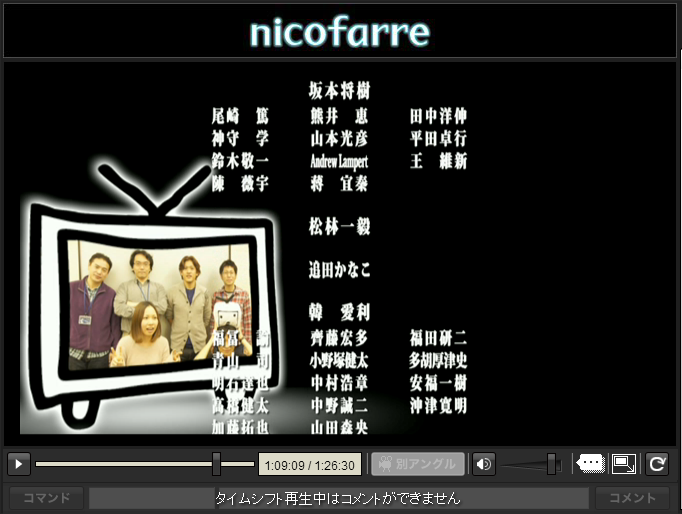 nicofarre
坂本将樹
尾崎 篤 熊井 恵 田中洋伸
神守 学 山本光彦 平田卓行
鈴木敬一 Andrew Lampert 王 維新
陳 薇宇 蒋 宜泰
松林一毅
追田かなこ
韓 愛利
福冨 齊藤宏多 福田研二
青山 司 小野塚健太 多胡厚津史
明石達也 中村浩章 安福一樹
高橋健太 中野誠二 沖津寛明
加藤拓也 山田森央
1:09:09 / 1:26:30 別アングル
コマンド タイムシフト再生中はコメントができません コメント